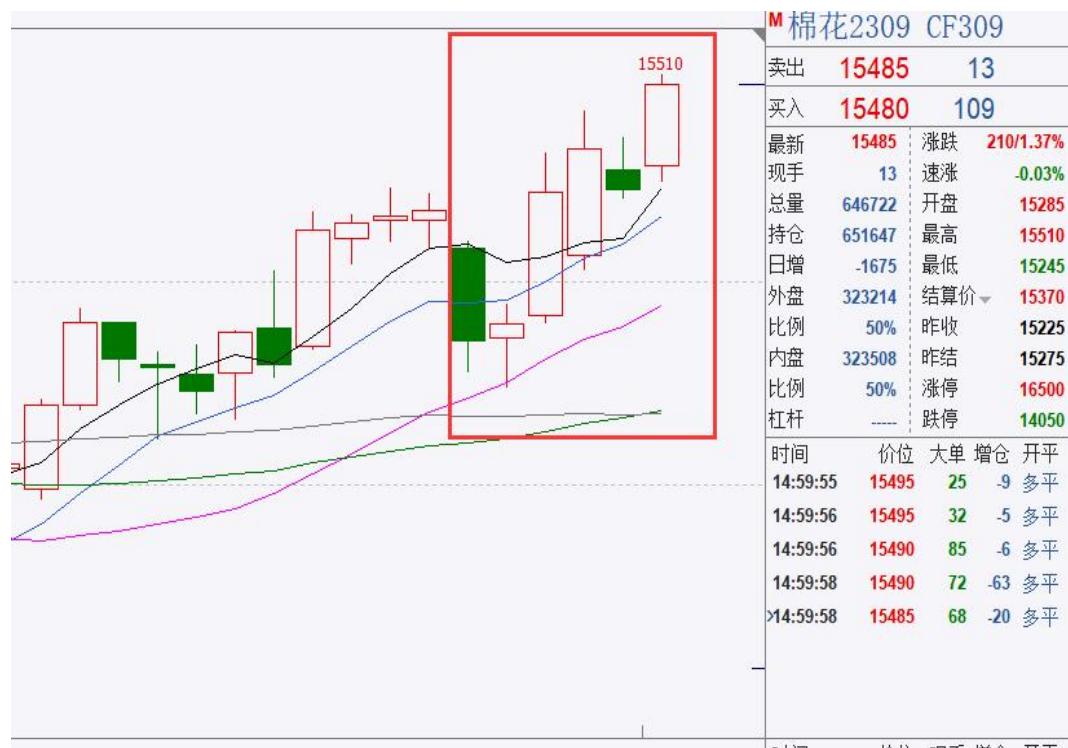 15510
M 棉花2309 CF309
卖出 15485 13
买入 15480 109
最新 15485 涨跌 210/1.37%
现手 13 速涨 -0.03%
总量 646722 开盘 15285
持仓 651647 最高 15510
日增 -1675 最低 15245
外盘 323214 结算价 15370
比例 50% 昨收 15225
内盘 323508 昨结 15275
比例 50% 涨停 16500
杠杆 ----- 跌停 14050
时间 价位 大单 增仓 开平
14:59:55 15495 25 -9 多平
14:59:56 15495 32 -5 多平
14:59:56 15490 85 -6 多平
14:59:58 15490 72 -63 多平
14:59:58 15485 68 -20 多平